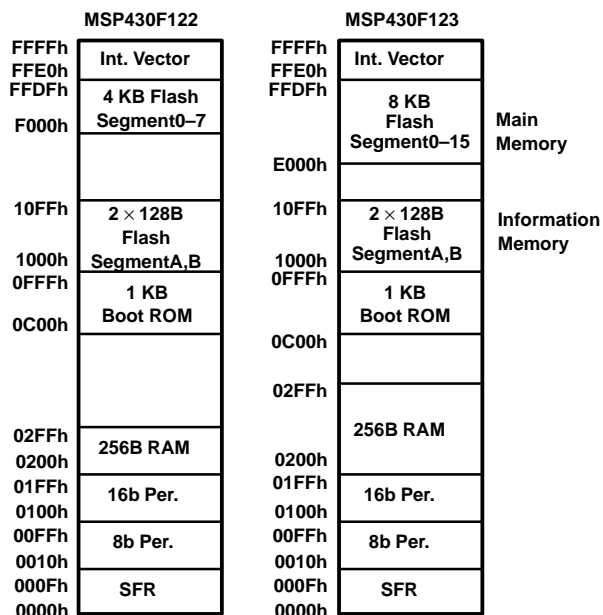 MSP430F122
FFFFh
FFE0h
Int. Vector
FFDFh
F000h
4 KB Flash
Segment0–7
10FFh
1000h
2 × 128B
Flash
SegmentA,B
0FFFh
0C00h
1 KB
Boot ROM
02FFh
0200h
256B RAM
01FFh
0100h
16b Per.
00FFh
0010h
8b Per.
000Fh
0000h
SFR
MSP430F123
FFFFh
FFE0h
Int. Vector
FFDFh
E000h
8 KB
Flash
Segment0–15
Main
Memory
10FFh
1000h
2 × 128B
Flash
SegmentA,B
Information
Memory
0FFFh
0C00h
1 KB
Boot ROM
02FFh
0200h
256B RAM
01FFh
0100h
16b Per.
00FFh
0010h
8b Per.
000Fh
0000h
SFR